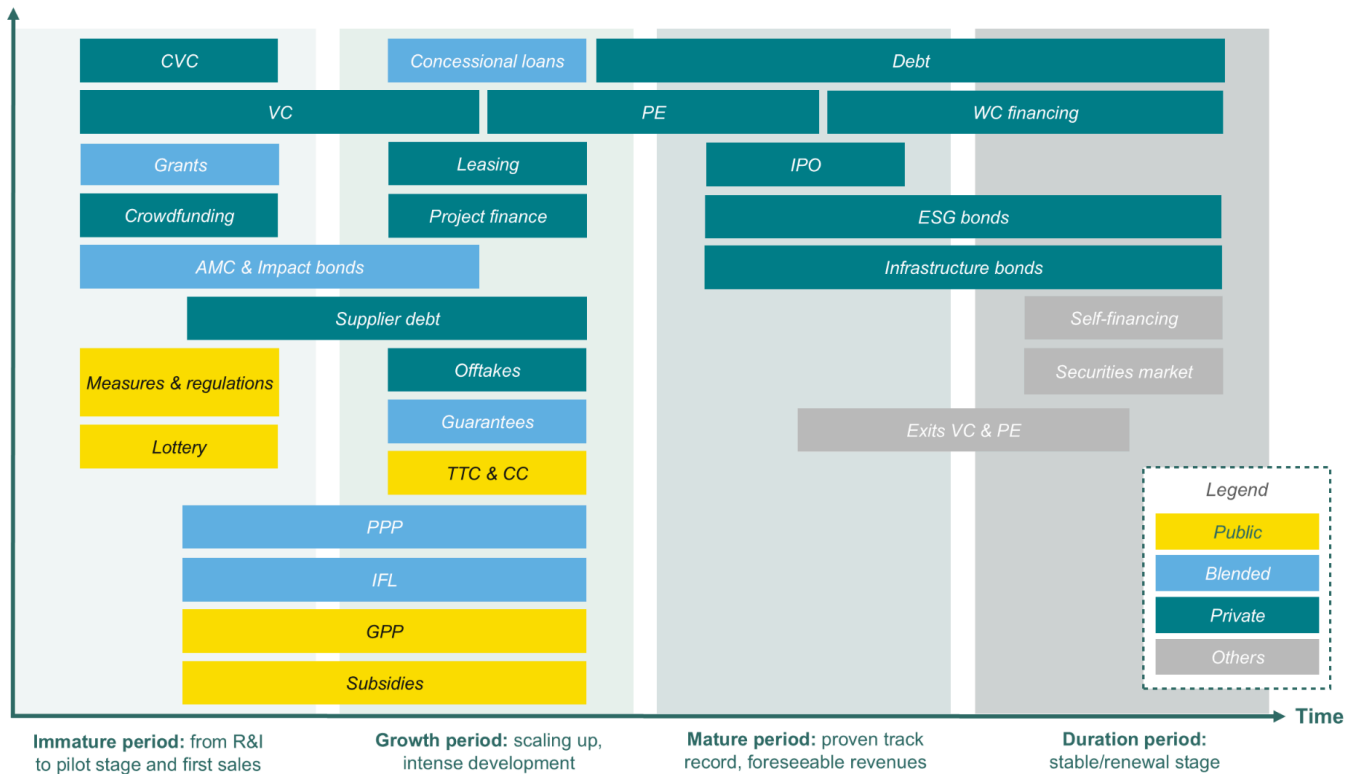 CVC
Concessional loans
Debt
VC
PE
WC financing
Grants
Leasing
IPO
Crowdfunding
Project finance
ESG bonds
AMC & Impact bonds
Infrastructure bonds
Supplier debt
Self-financing
Measures & regulations
Offtakes
Securities market
Lottery
Guarantees
Exits VC & PE
TTC & CC
PPP
IFL
GPP
Subsidies
Legend
Public
Blended
Private
Others
Time
Immature period: from R&I
to pilot stage and first sales
Growth period: scaling up,
intense development
Mature period: proven track
record, foreseeable revenues
Duration period:
stable/renewal stage